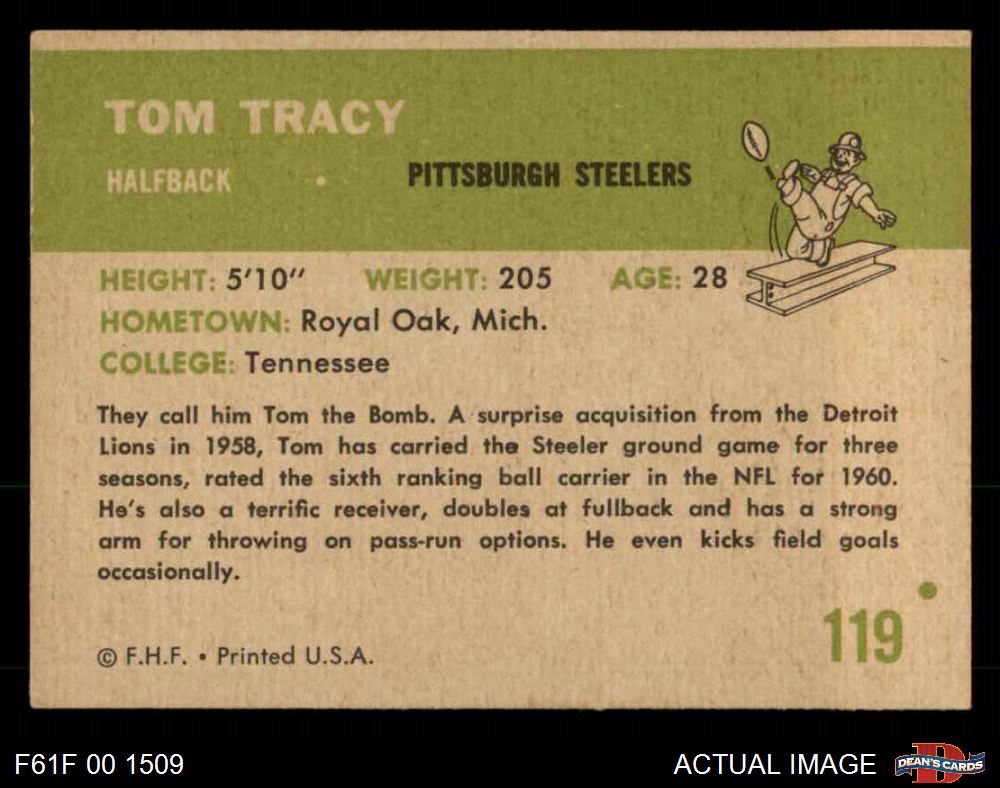 TOM TRACY
HALFBACK • PITTSBURGH STEELERS
HEIGHT: 5'10" WEIGHT: 205 AGE: 28
HOMETOWN: Royal Oak, Mich.
COLLEGE: Tennessee
They call him Tom the Bomb. A surprise acquisition from the Detroit
Lions in 1958, Tom has carried the Steeler ground game for three
seasons, rated the sixth ranking ball carrier in the NFL for 1960.
He's also a terrific receiver, doubles at fullback and has a strong
arm for throwing on pass-run options. He even kicks field goals
occasionally.
119
© F.H.F. • Printed U.S.A.
F61F 00 1509
ACTUAL IMAGE
D
DEAN'S CARDS